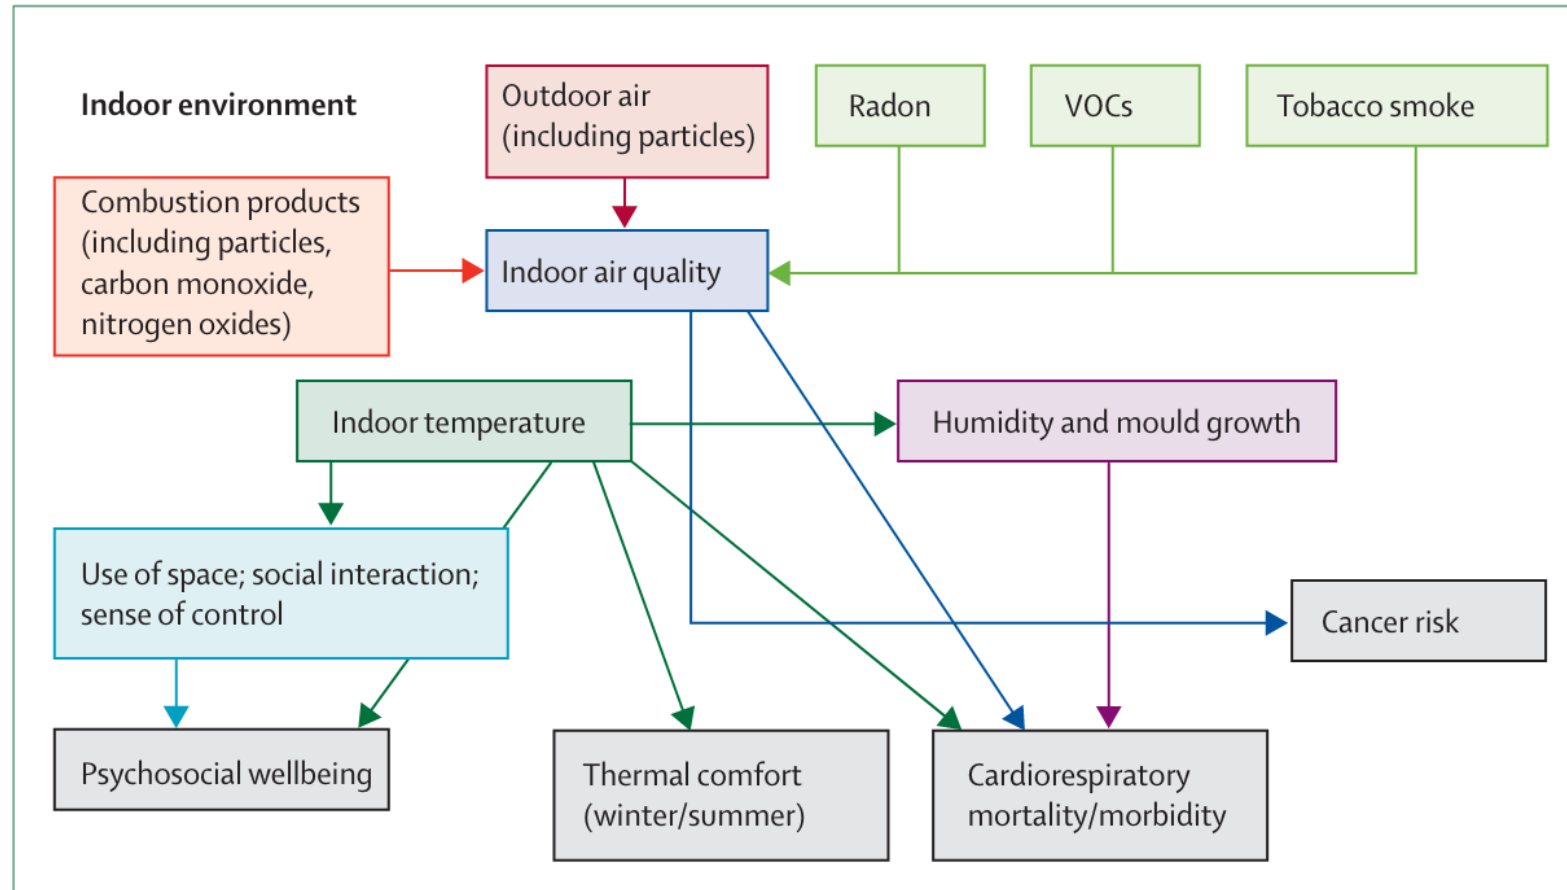 Indoor environment
Outdoor air
(including particles)
Radon
VOCs
Tobacco smoke
Combustion products
(including particles,
carbon monoxide,
nitrogen oxides)
Indoor air quality
Indoor temperature
Humidity and mould growth
Use of space; social interaction;
sense of control
Cancer risk
Psychosocial wellbeing
Thermal comfort
(winter/summer)
Cardiorespiratory
mortality/morbidity